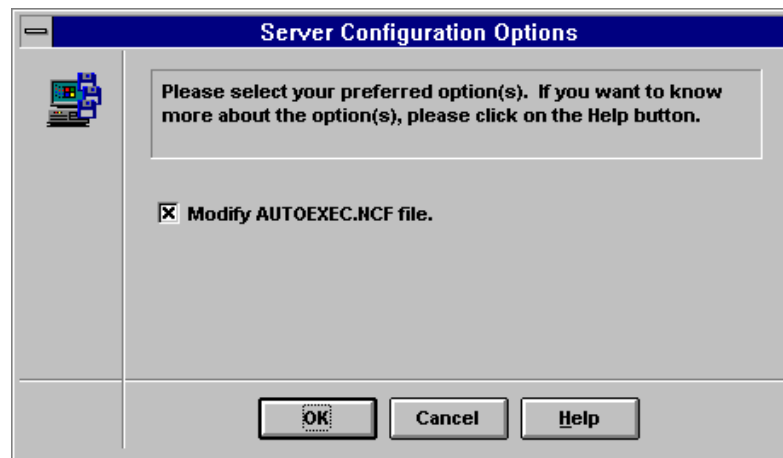 Server Configuration Options
Please select your preferred option(s). If you want to know
more about the option(s), please click on the Help button.
Modify AUTOEXEC.NCF file.
OK Cancel Help